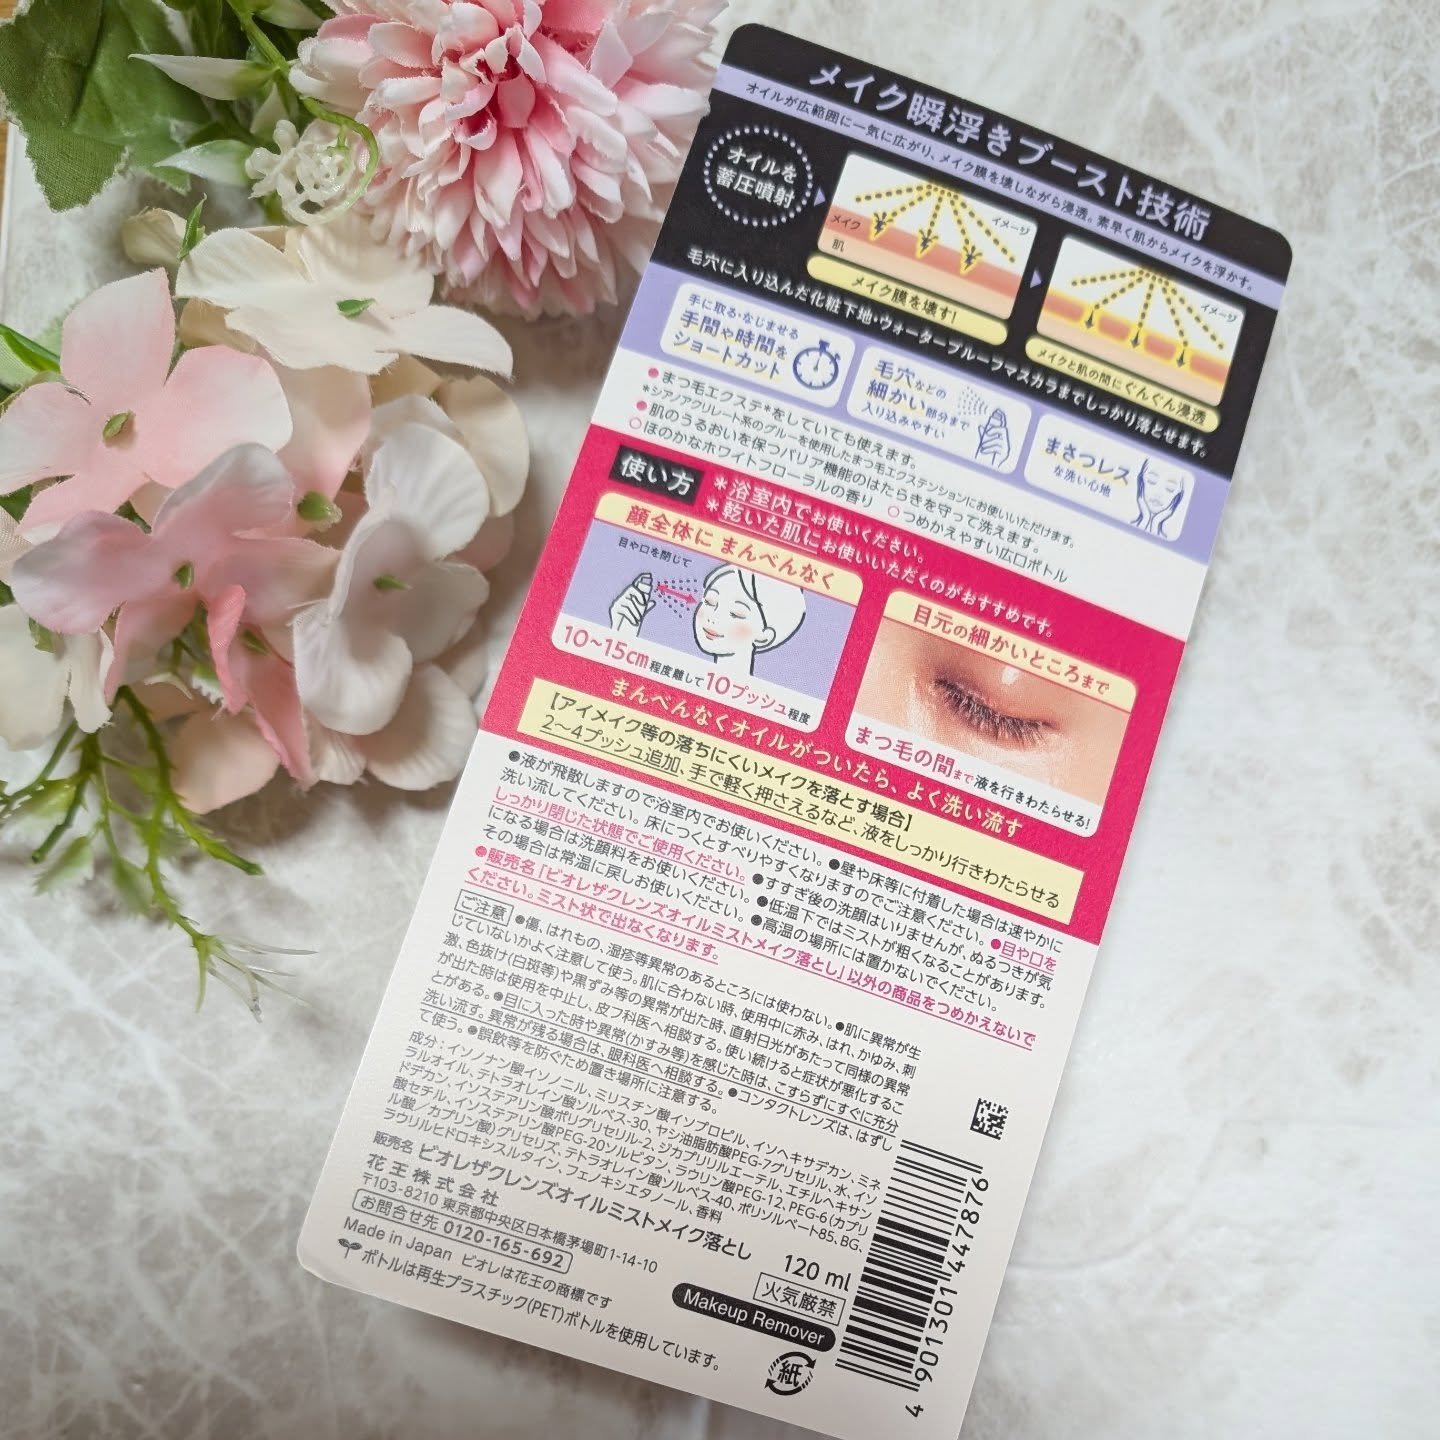 メイク瞬浮きブースト技術
オイルが広範囲に一気に広がり、メイク膜を壊しながら浸透。素早く肌からメイクを浮かす。
オイルを
蓄圧噴射
イメージ
メイク
肌
メイク膜を壊す!
イメージ
メイクと肌の間にぐんぐん浸透
毛穴に入り込んだ化粧下地・ウォータープルーフマスカラまでしっかり落とせます。
手に取る・なじませる
手間や時間を
ショートカット
毛穴などの
細かい部分まで
入り込みやすい
まさつレス
な洗い心地
●まつ毛エクステ*をしていても使えます。
*シアノアクリレート系のグルーを使用したまつ毛エクステンションにお使いいただけます。
●肌のうるおいを保つバリア機能のはたらきを守って洗えます。
○ほのかなホワイトフローラルの香り ○つめかえやすい広口ボトル
使い方
*浴室内でお使いください。
*乾いた肌にお使いいただくのがおすすめです。
顔全体に まんべんなく
目や口を閉じて
10~15cm程度離して10プッシュ程度
目元の細かいところまで
まつ毛の間まで液を行きわたらせる!
まんべんなくオイルがついたら、よく洗い流す
【アイメイク等の落ちにくいメイクを落とす場合】
2~4プッシュ追加、手で軽く押さえるなど、液をしっかり行きわたらせる
●液が飛散しますので浴室内でお使いください。●壁や床等に付着した場合は速やかに
洗い流してください。床につくとすべりやすくなりますのでご注意ください。●目や口を
しっかり閉じた状態でご使用ください。●すすぎ後の洗顔はいりませんが、ぬるつきが気
になる場合は洗顔料をお使いください。●低温下ではミストが粗くなることがあります。
その場合は常温に戻しお使いください。●高温の場所には置かないでください。
●販売名「ビオレザクレンズオイルミストメイク落とし」以外の商品をつめかえないで
ください。ミスト状で出なくなります。
ご注意 ●傷、はれもの、湿疹等異常のあるところには使わない。●肌に異常が生
じていないかよく注意して使う。肌に合わない時、使用中に赤み、はれ、かゆみ、刺
激、色抜け(白斑等)や黒ずみ等の異常が出た時、直射日光があたって同様の異常
が出た時は使用を中止し、皮フ科医へ相談する。使い続けると症状が悪化するこ
とがある。●目に入った時や異常(かすみ等)を感じた時は、こすらずにすぐに充分
洗い流す。異常が残る場合は、眼科医へ相談する。●コンタクトレンズは、はずし
て使う。●誤飲等を防ぐため置き場所に注意する。
成分:イソノナン酸イソノニル、ミリスチン酸イソプロピル、イソヘキサデカン、ミネ
ラルオイル、テトラオレイン酸ソルベス-30、ヤシ油脂肪酸PEG-7グリセリル、水、イソ
ドデカン、イソステアリン酸ポリグリセリル-2、ジカプリリルエーテル、エチルヘキサン
酸セチル、イソステアリン酸PEG-20ソルビタン、ラウリン酸PEG-12、PEG-6(カプリ
ル酸/カプリン酸)グリセリズ、テトラオレイン酸ソルベス-40、ポリソルベート85、BG、
ラウリルヒドロキシスルタイン、フェノキシエタノール、香料
販売名 ビオレザクレンズオイルミストメイク落とし
花王株式会社 120 ml
〒103-8210 東京都中央区日本橋茅場町1-14-10
お問合せ先 0120-165-692 火気厳禁
Made in Japan ビオレは花王の商標です
Makeup Remover
ボトルは再生プラスチック(PET)ボトルを使用しています。
紙
4 901301 447876